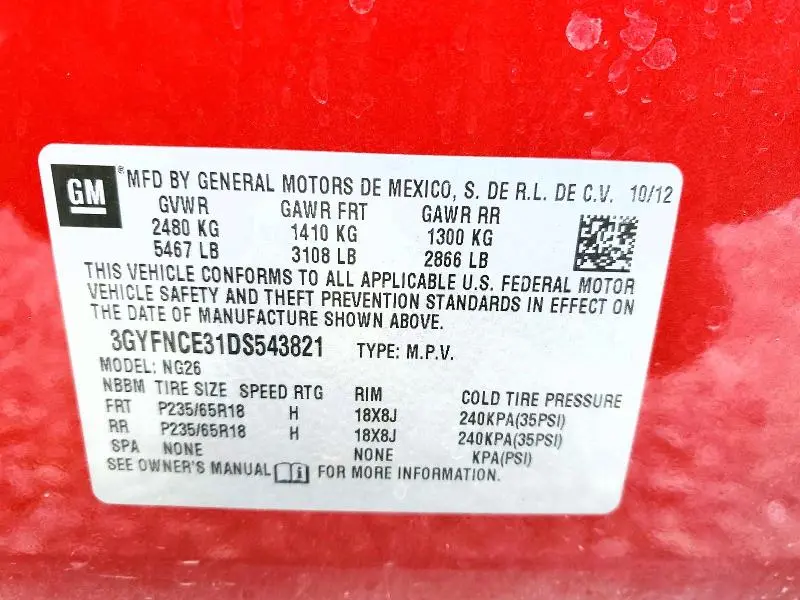 GM® MFD BY GENERAL MOTORS DE MEXICO, S. DE R.L. DE C.V. 10/12
GVWR GAWR FRT GAWR RR
2480 KG 1410 KG 1300 KG
5467 LB 3108 LB 2866 LB
THIS VEHICLE CONFORMS TO ALL APPLICABLE U.S. FEDERAL MOTOR
VEHICLE SAFETY AND THEFT PREVENTION STANDARDS IN EFFECT ON
THE DATE OF MANUFACTURE SHOWN ABOVE.
3GYFNCE31DS543821 TYPE: M.P.V.
MODEL: NG26
NBBM TIRE SIZE SPEED RTG RIM COLD TIRE PRESSURE
FRT P235/65R18 H 18X8J 240KPA(35PSI)
RR P235/65R18 H 18X8J 240KPA(35PSI)
SPA NONE NONE KPA(PSI)
SEE OWNER'S MANUAL i FOR MORE INFORMATION.